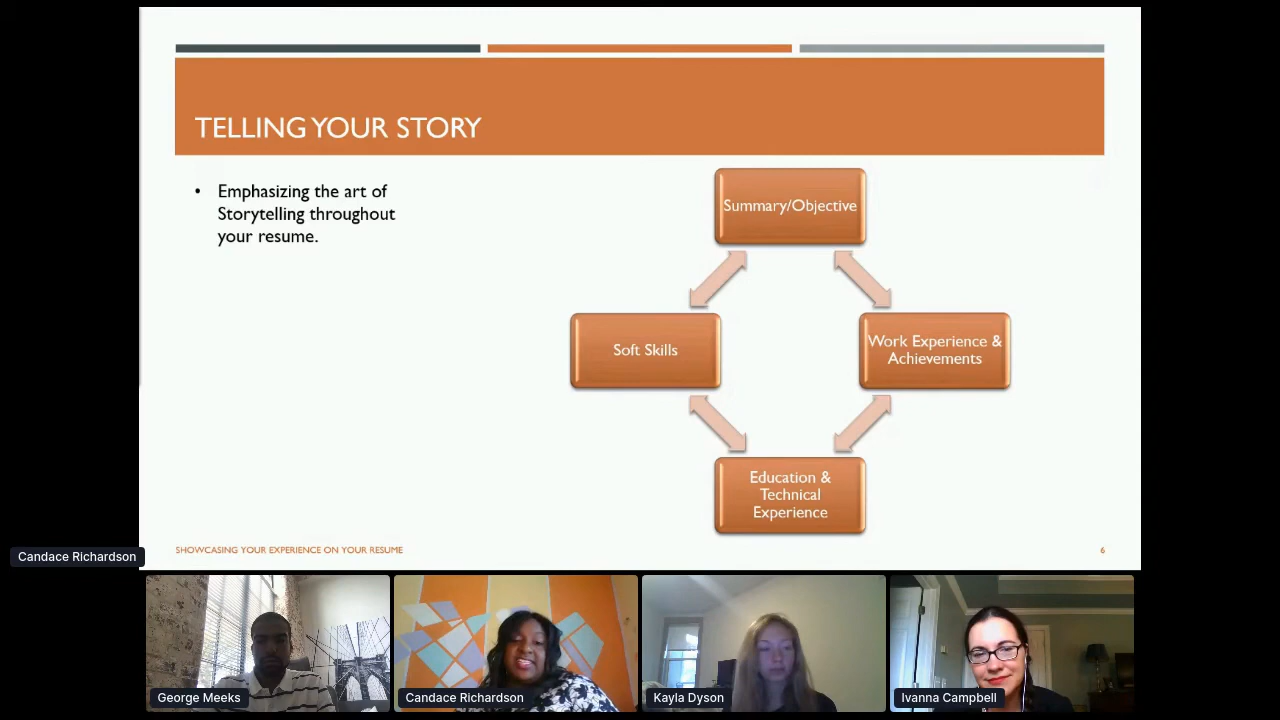 TELLING YOUR STORY
• Emphasizing the art of
Storytelling throughout
your resume.
Summary/Objective
Soft Skills
Work Experience &
Achievements
Education &
Technical
Experience
SHOWCASING YOUR EXPERIENCE ON YOUR RESUME
6
Candace Richardson
George Meeks
Candace Richardson
Kayla Dyson
Ivanna Campbell